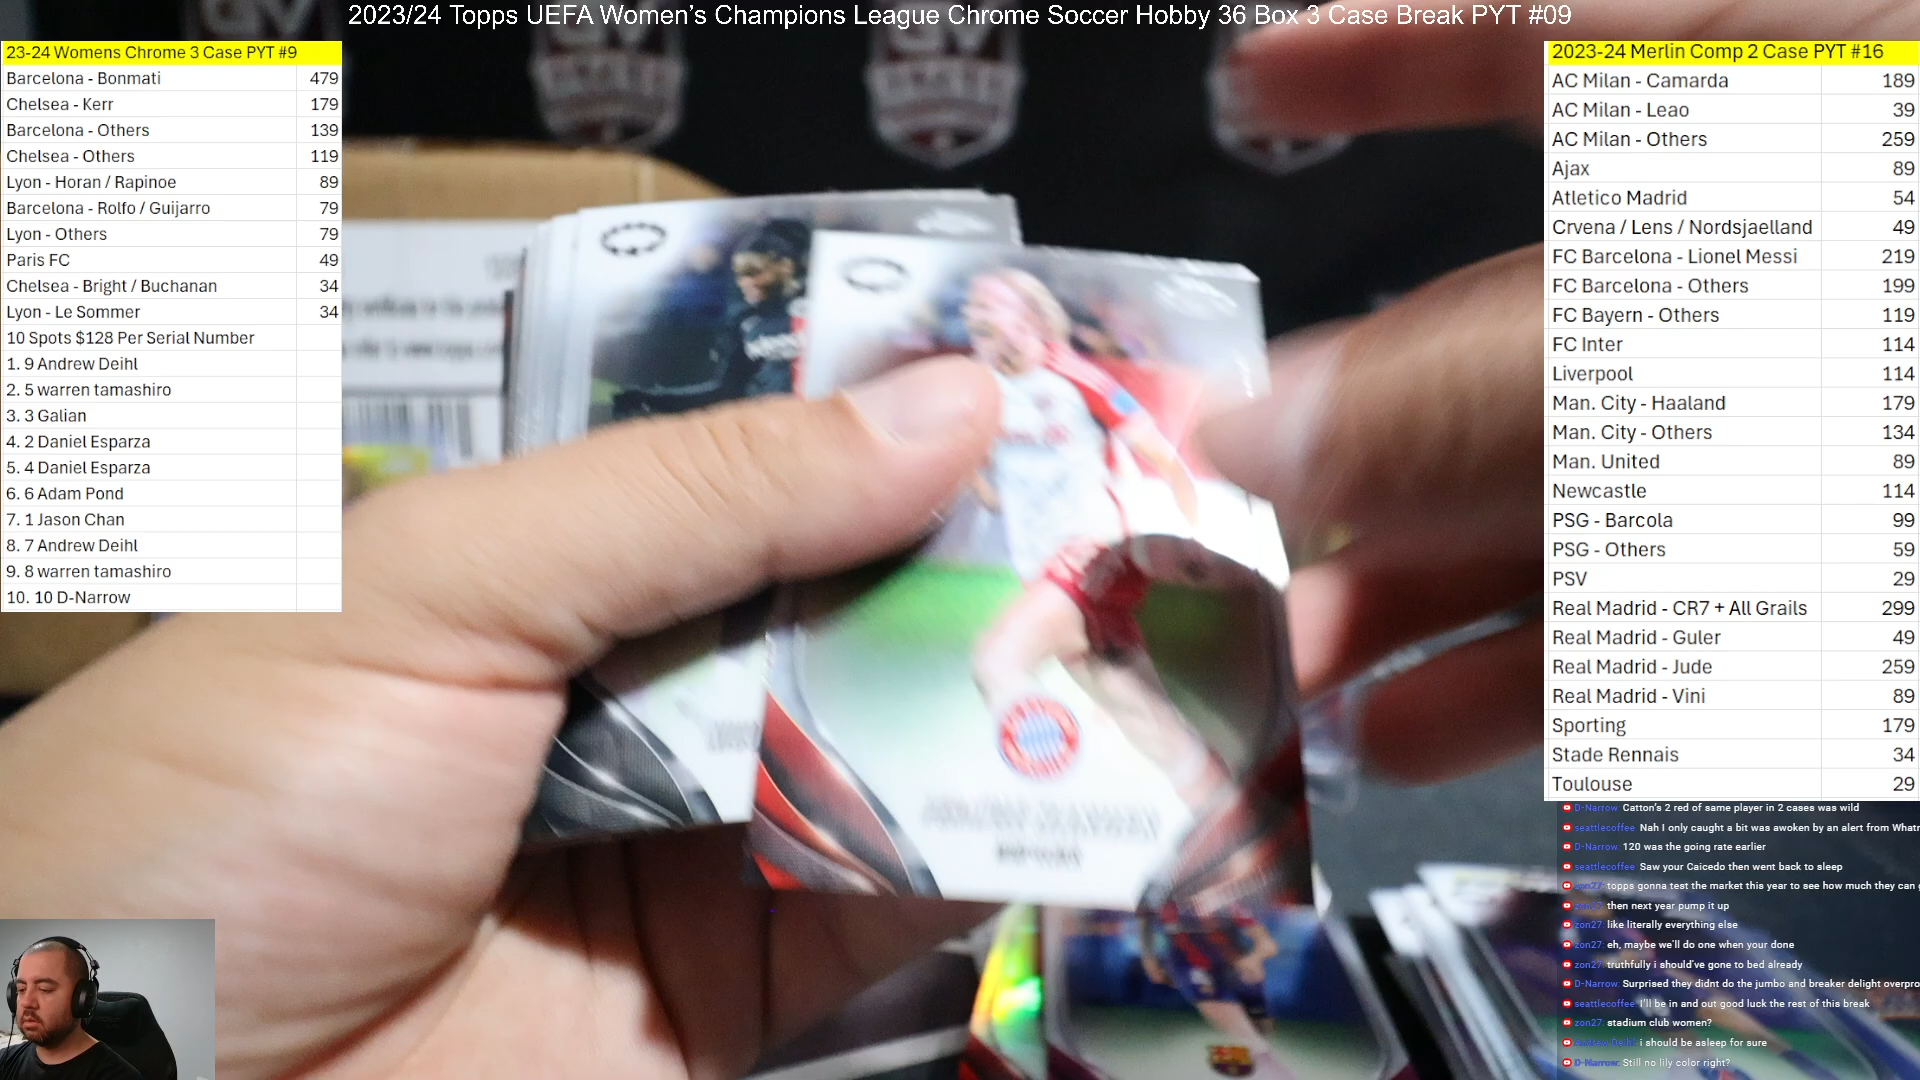 2023/24 Topps UEFA Women’s Champions League Chrome Soccer Hobby 36 Box 3 Case Break PYT #09
23-24 Womens Chrome 3 Case PYT #9
Barcelona - Bonmati 479
Chelsea - Kerr 179
Barcelona - Others 139
Chelsea - Others 119
Lyon - Horan / Rapinoe 89
Barcelona - Rolfo / Guijarro 79
Lyon - Others 79
Paris FC 49
Chelsea - Bright / Buchanan 34
Lyon - Le Sommer 34
10 Spots $128 Per Serial Number
1. 9 Andrew Deihl
2. 5 warren tamashiro
3. 3 Galian
4. 2 Daniel Esparza
5. 4 Daniel Esparza
6. 6 Adam Pond
7. 1 Jason Chan
8. 7 Andrew Deihl
9. 8 warren tamashiro
10. 10 D-Narrow
2023-24 Merlin Comp 2 Case PYT #16
AC Milan - Camarda 189
AC Milan - Leao 39
AC Milan - Others 259
Ajax 89
Atletico Madrid 54
Crvena / Lens / Nordsjaelland 49
FC Barcelona - Lionel Messi 219
FC Barcelona - Others 199
FC Bayern - Others 119
FC Inter 114
Liverpool 114
Man. City - Haaland 179
Man. City - Others 134
Man. United 89
Newcastle 114
PSG - Barcola 99
PSG - Others 59
PSV 29
Real Madrid - CR7 + All Grails 299
Real Madrid - Guler 49
Real Madrid - Jude 259
Real Madrid - Vini 89
Sporting 179
Stade Rennais 34
Toulouse 29
D-Narrow: Catton's 2 red of same player in 2 cases was wild
seattlecoffee: Nah I only caught a bit was awoken by an alert from Whatn
D-Narrow: 120 was the going rate earlier
seattlecoffee: Saw your Caicedo then went back to sleep
zon27: topps gonna test the market this year to see how much they can g
zon27: then next year pump it up
zon27: like literally everything else
zon27: eh, maybe we'll do one when your done
zon27: truthfully i should've gone to bed already
D-Narrow: Surprised they didnt do the jumbo and breaker delight overpro
seattlecoffee: I'll be in and out good luck the rest of this break
zon27: stadium club women?
i should be asleep for sure
D-Narrow: Still no lily color right?